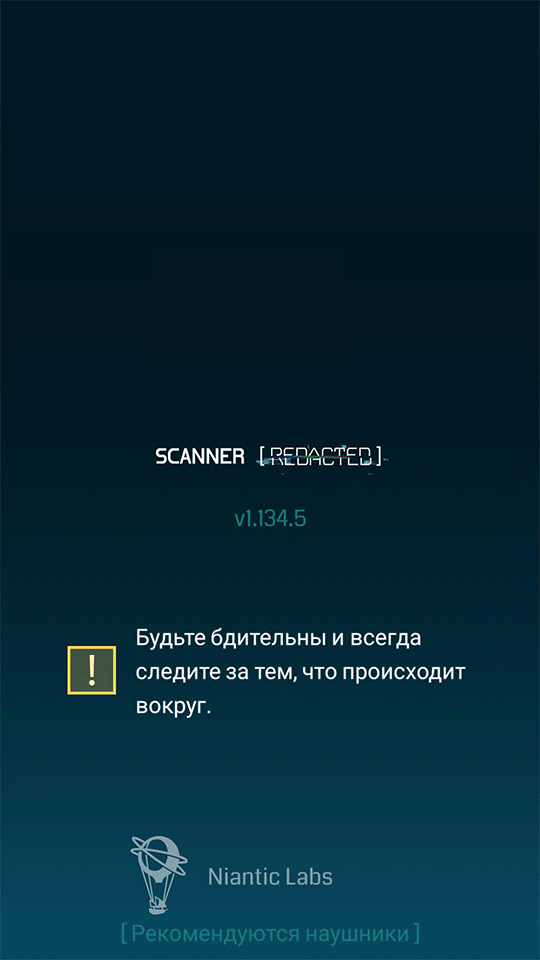 SCANNER [REDACTED]
v1.134.5
!
Будьте бдительны и всегда
следите за тем, что происходит
вокруг.
Niantic Labs
[Рекомендуются наушники]